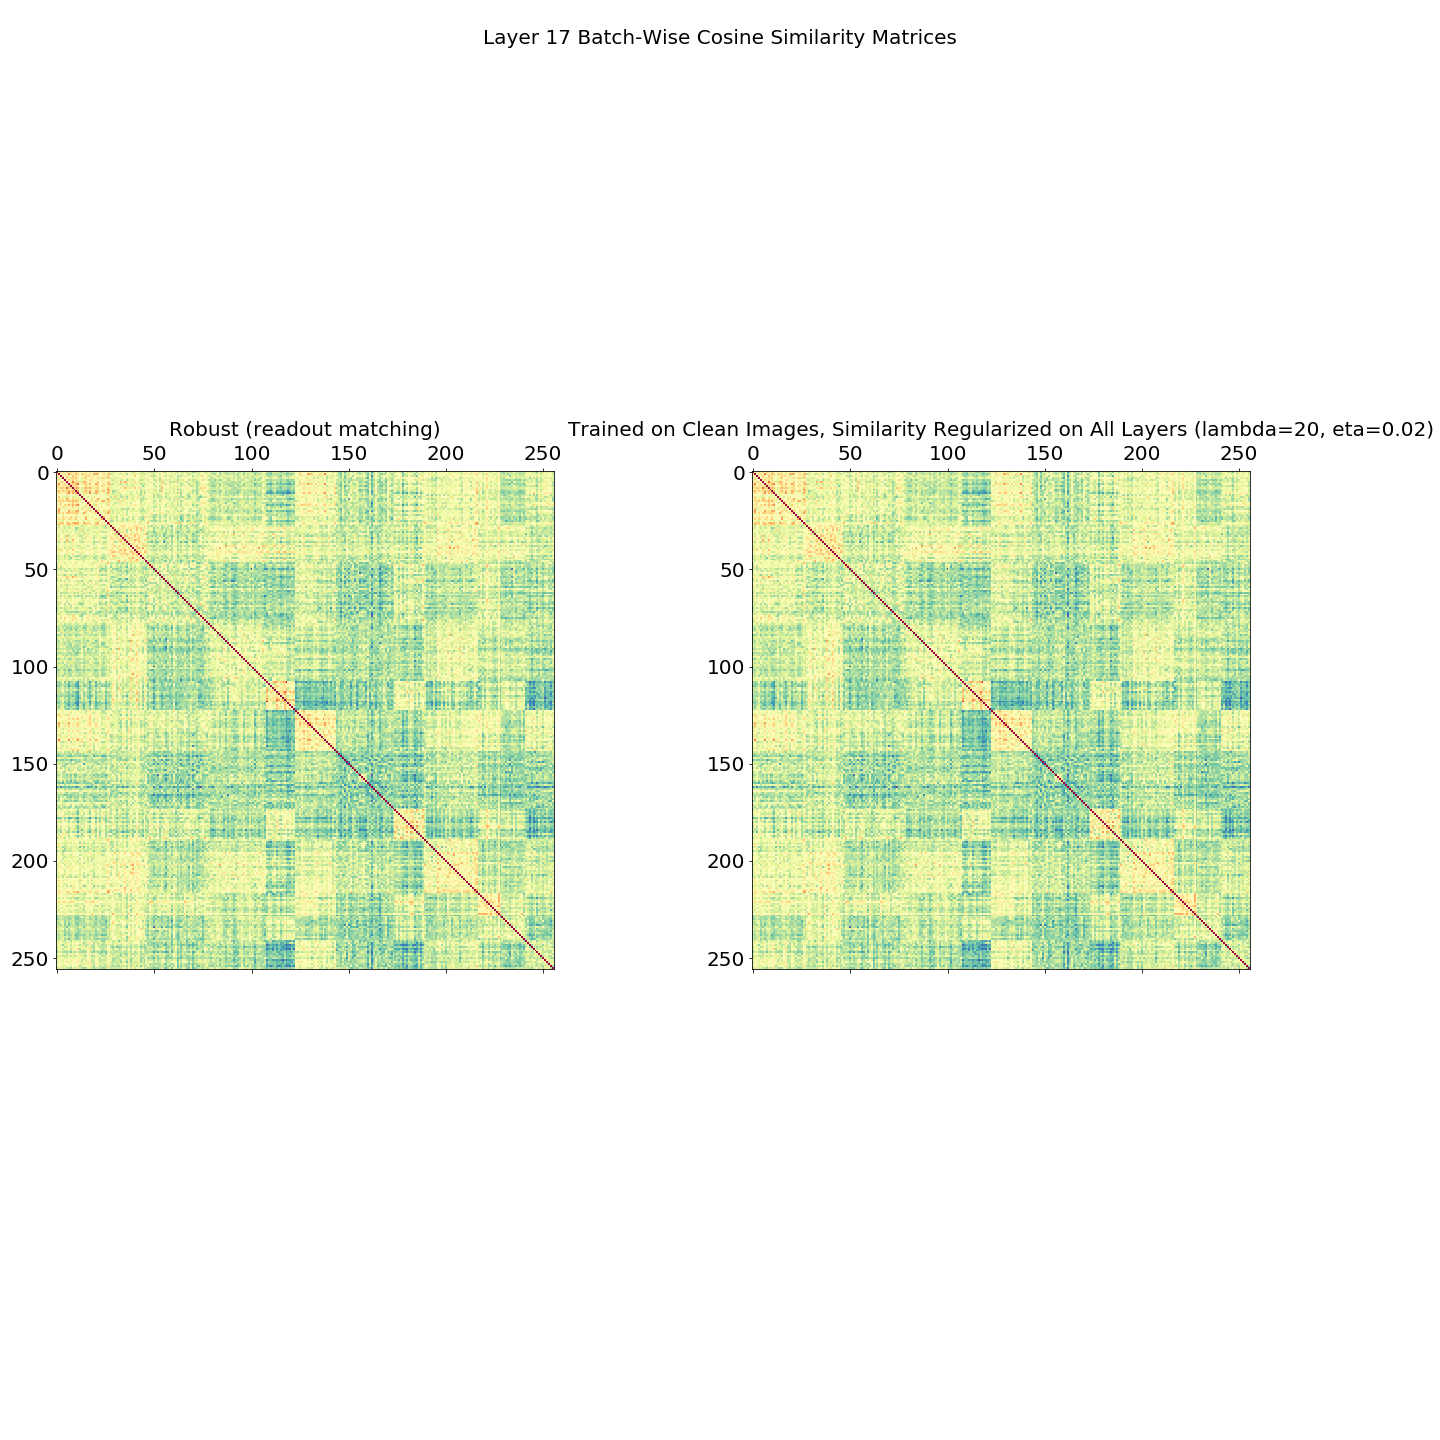 Layer 17 Batch-Wise Cosine Similarity Matrices
Robust (readout matching)
0 50 100 150 200 250
0
50
100
150
200
250
Trained on Clean Images, Similarity Regularized on All Layers (lambda=20, eta=0.02)
0 50 100 150 200 250
0
50
100
150
200
250